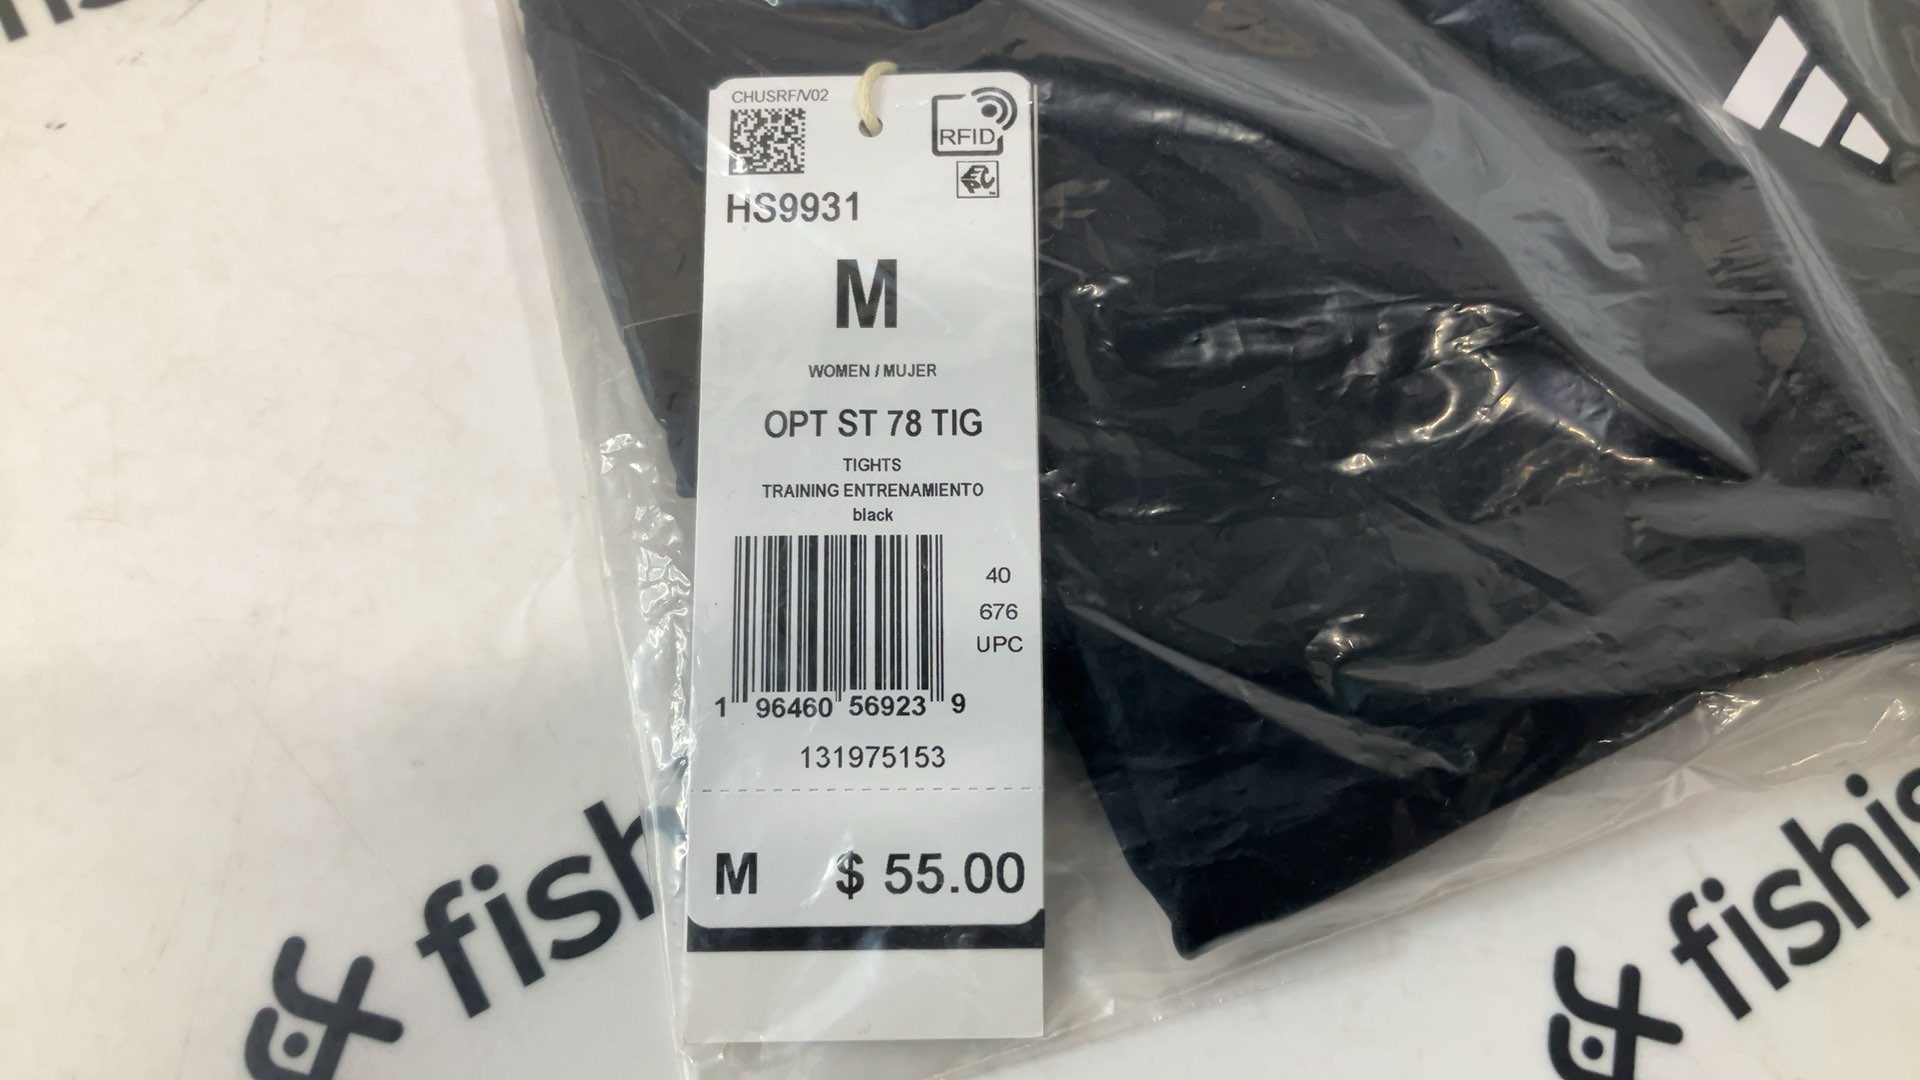 CHUSRF/V02
RFID
HS9931
M
WOMEN / MUJER
OPT ST 78 TIG
TIGHTS
TRAINING ENTRENAMIENTO
black
40
676
UPC
1 96460 56923 9
131975153
M $ 55.00
fish
fishis